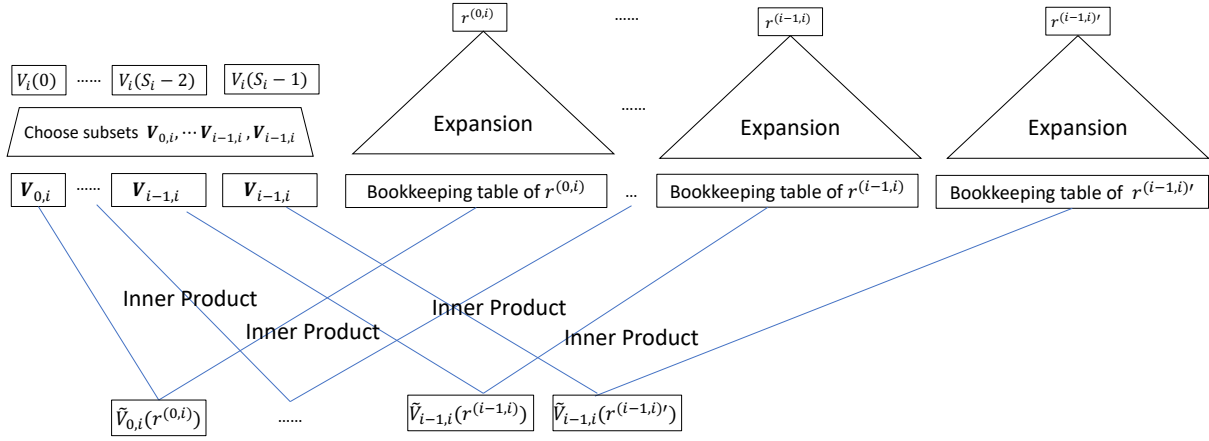 r^{(0,i)} ...... r^{(i-1,i)} r^{(i-1,i)′}
V_i(0) ...... V_i(S_i − 2) V_i(S_i − 1)
......
Choose subsets V_{0,i}, ⋯ V_{i-1,i} , V_{i-1,i}
Expansion Expansion Expansion
V_{0,i} ...... V_{i-1,i} V_{i-1,i} Bookkeeping table of r^{(0,i)} ... Bookkeeping table of r^{(i-1,i)} Bookkeeping table of r^{(i-1,i)′}
Inner Product Inner Product
Inner Product Inner Product
Ṽ_{0,i}(r^{(0,i)}) ...... Ṽ_{i-1,i}(r^{(i-1,i)}) Ṽ_{i-1,i}(r^{(i-1,i)′})